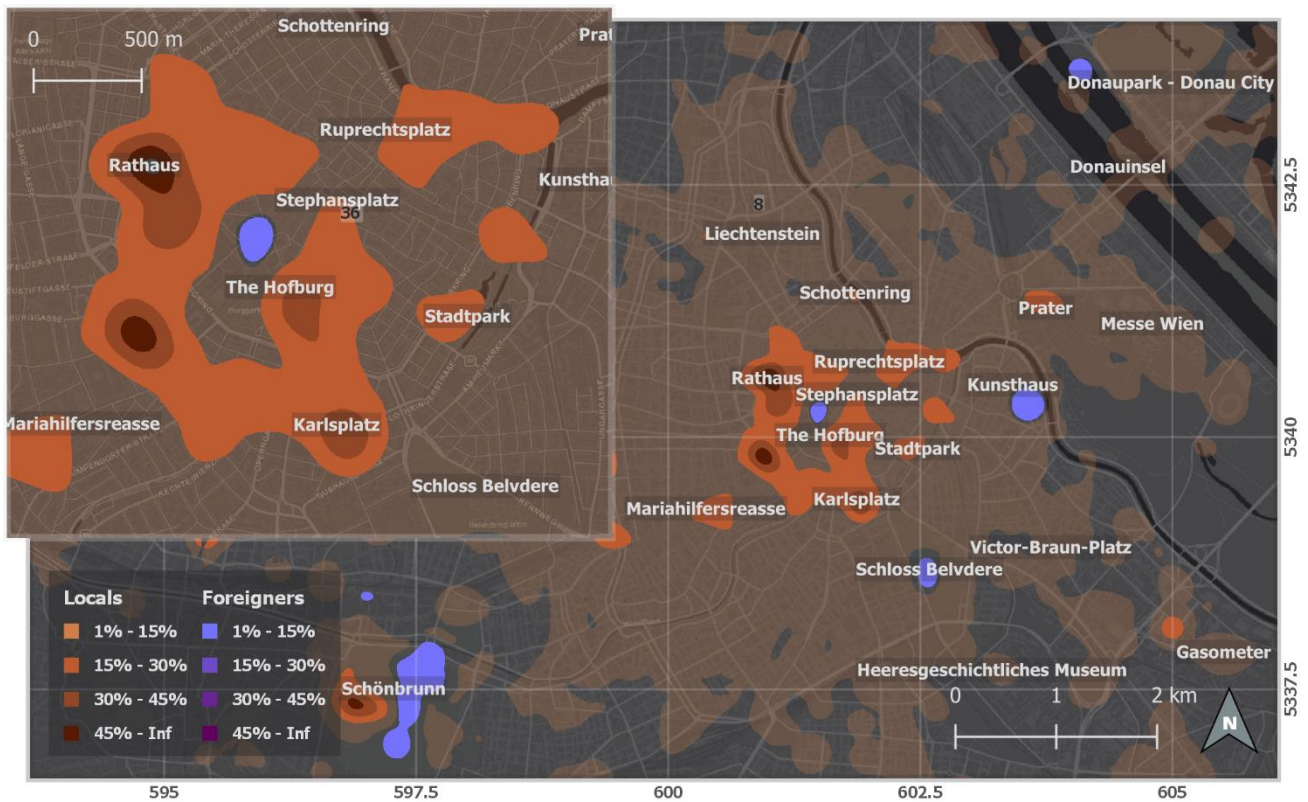 Schottenring
0
500 m
Ruprechtsplatz
Rathaus
Stephansplatz
36
The Hofburg
Stadtpark
Mariahilfersreasse
Karlsplatz
Schloss Belvdere
Donaupark - Donau City
Donauinsel
8
Liechtenstein
Schottenring
Prater
Messe Wien
Ruprechtsplatz
Rathaus
Kunsthaus
Stephansplatz
The Hofburg
Stadtpark
Mariahilfersreasse
Karlsplatz
Victor-Braun-Platz
Schloss Belvdere
Gasometer
Heeresgeschichtliches Museum
Schönbrunn
Locals Foreigners
1% - 15% 1% - 15%
15% - 30% 15% - 30%
30% - 45% 30% - 45%
45% - Inf 45% - Inf
0 1 2 km
N
5342.5
5340
5337.5
595 597.5 600 602.5 605